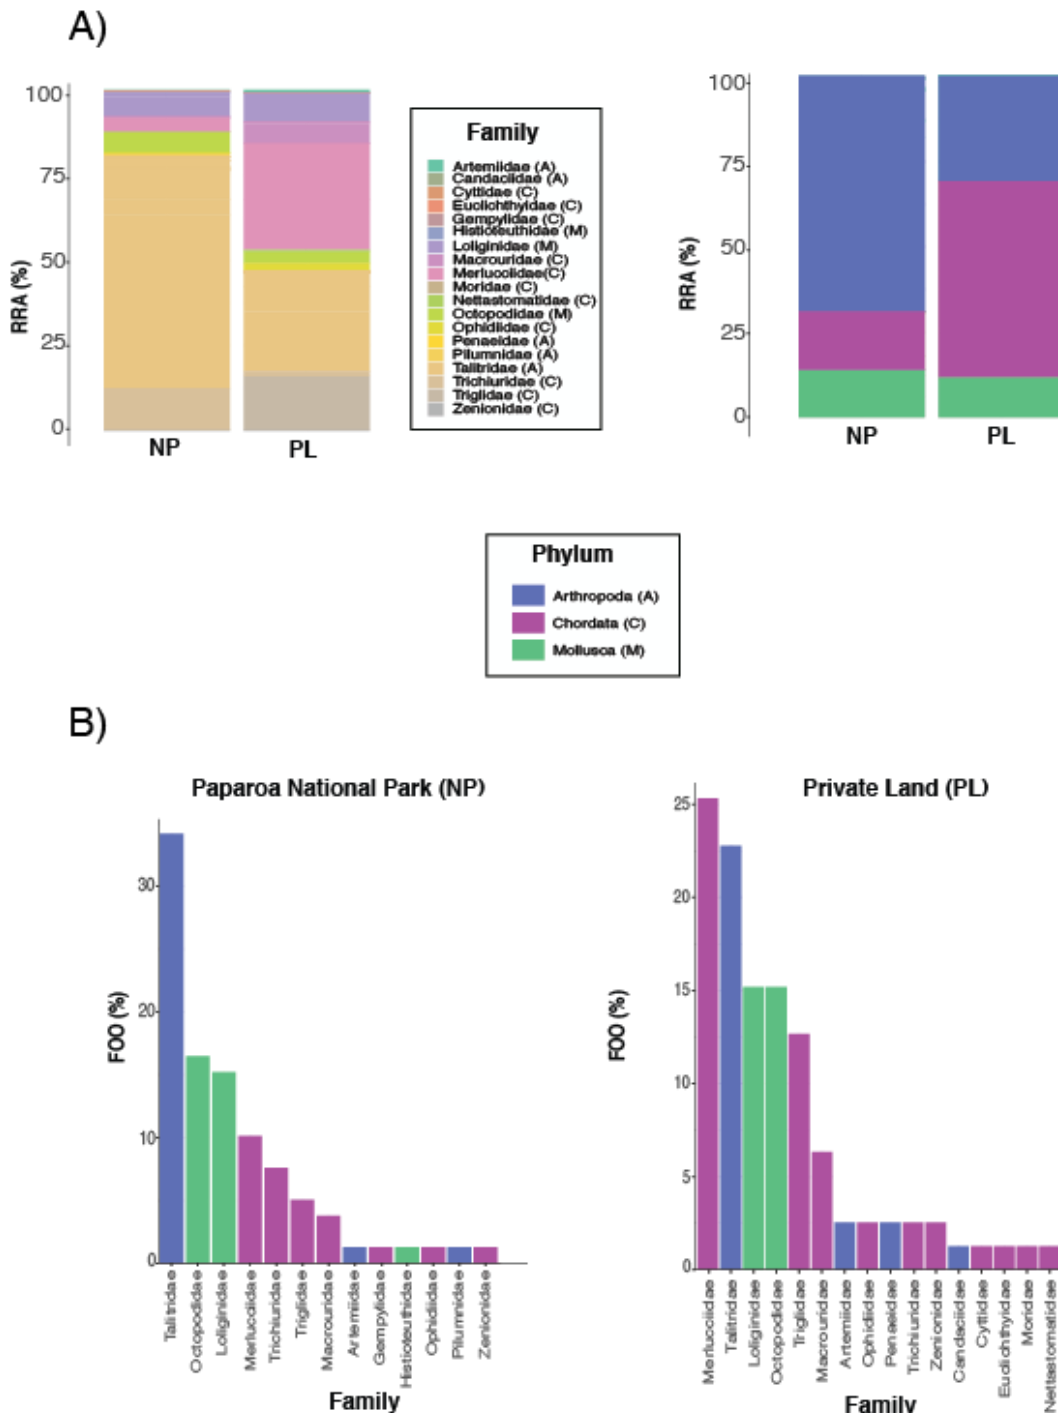 A)
100
75
50
25
0
RRA (%)
NP
PL
Family
Artemiidae (A)
Candaciidae (A)
Cyttidae (C)
Euclichthyidae (C)
Gempylidae (C)
Histioteuthidae (M)
Loliginidae (M)
Macrouridae (C)
Merlucciidae(C)
Moridae (C)
Nettastomatidae (C)
Octopodidae (M)
Ophidiidae (C)
Penaeidae (A)
Pilumnidae (A)
Talitridae (A)
Trichiuridae (C)
Triglidae (C)
Zenionidae (C)
100
75
50
25
0
RRA (%)
NP
PL
Phylum
Arthropoda (A)
Chordata (C)
Mollusca (M)
B)
Paparoa National Park (NP)
30
20
10
0
FOO (%)
Talitridae
Octopodidae
Loliginidae
Merlucciidae
Trichiuridae
Triglidae
Macrouridae
Artemiidae
Gempylidae
Histioteuthida
Ophidiidae
Pilumnidae
Zenionidae
Family
Private Land (PL)
25
20
15
10
5
0
FOO (%)
Merlucciidae
Talitridae
Loliginidae
Octopodidae
Triglidae
Macrouridae
Artemiidae
Ophidiidae
Penaeidae
Trichiuridae
Zenionidae
Candaciidae
Cyttidae
Euclichthyidae
Moridae
Nettastomatidae
Family